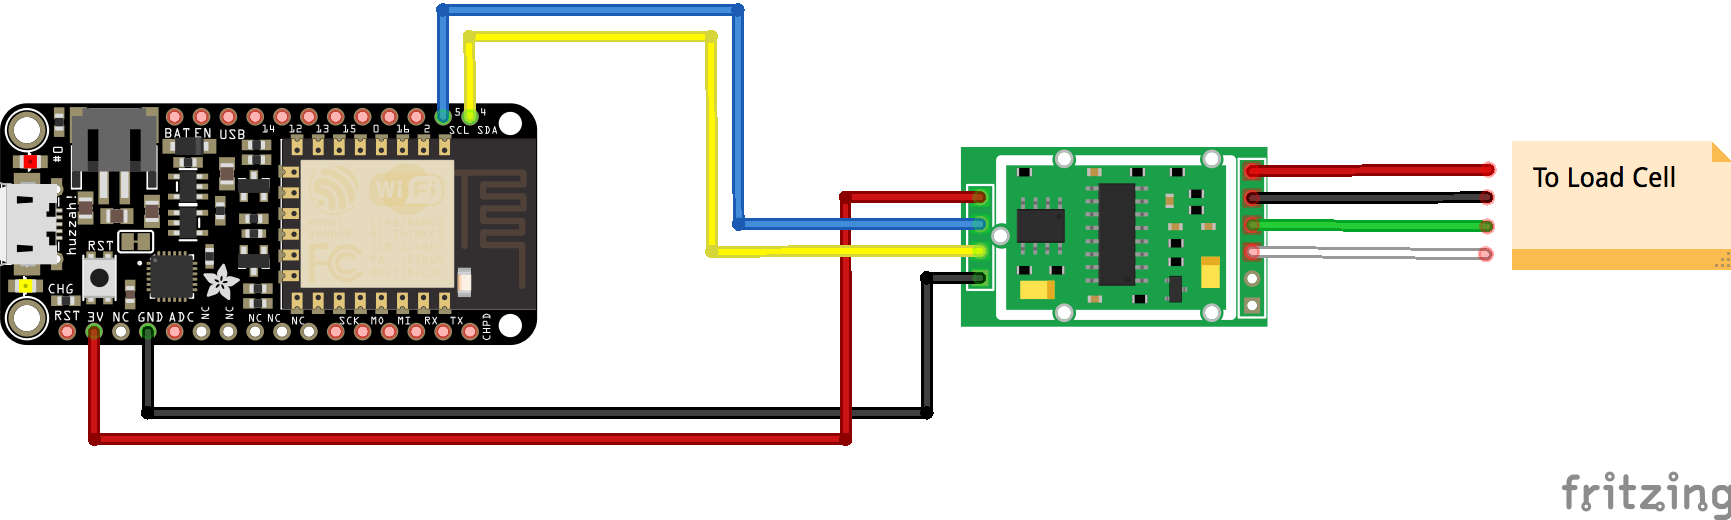 5 4
BAT EN USB 14 12 13 15 0 16 2 SCL SDA
#0
WiFi
huzzah!
FC
RST
CHG
RST 3V NC GND ADC NC NC NC NC NC SCK MO MI RX TX CHPD
To Load Cell
fritzing